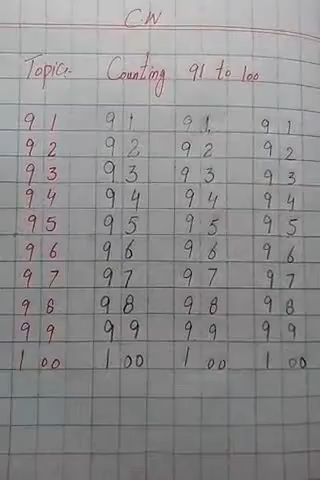 C.W
Topic. Counting 91 to 100
91 91 91 91
92 92 92 92
93 93 93 93
94 94 94 94
95 95 95 95
96 96 96 96
97 97 97 97
98 98 98 98
99 99 99 99
100 100 100 100